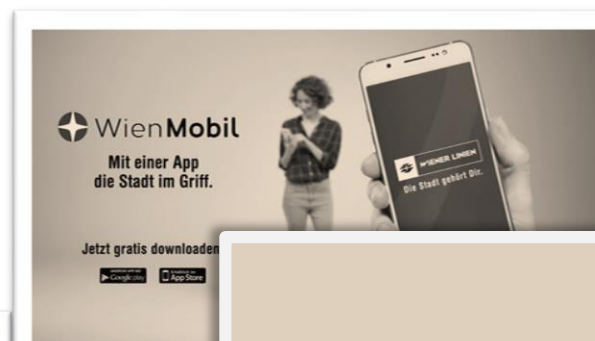 WienMobil
Mit einer App
die Stadt im Griff.
WIENER LINIEN
Die Stadt gehört Dir.
Jetzt gratis downloaden
Google play
App Store